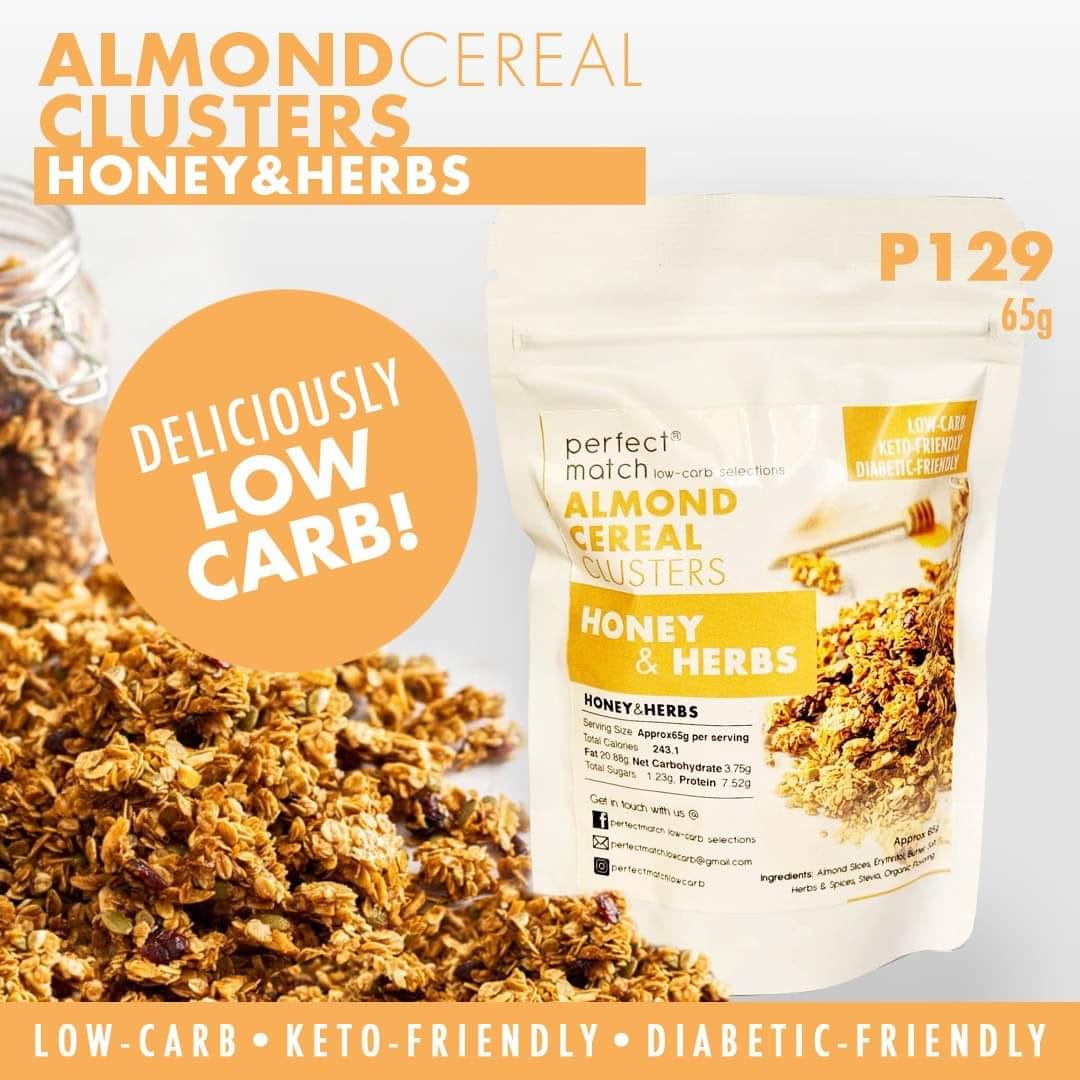 ALMONDCEREAL
CLUSTERS
HONEY&HERBS
P129
65g
DELICIOUSLY
LOW
CARB!
perfect®
match low-carb selections
LOW-CARB
KETO-FRIENDLY
DIABETIC-FRIENDLY
ALMOND
CEREAL
CLUSTERS
HONEY
& HERBS
HONEY&HERBS
Serving Size Approx65g per serving
Total Calories 243.1
Fat 20.88g, Net Carbohydrate 3.75g
Total Sugars 1.23g, Protein 7.52g
Get in touch with us @
perfectmatch low-carb selections
perfectmatchlowcarb@gmail.com
perfectmatchlowcarb
Approx 65g
Ingredients: Almond Slices, Erythritol, Butter, Salt,
Herbs & Spices, Stevia, Organic Flavoring
LOW-CARB • KETO-FRIENDLY • DIABETIC-FRIENDLY